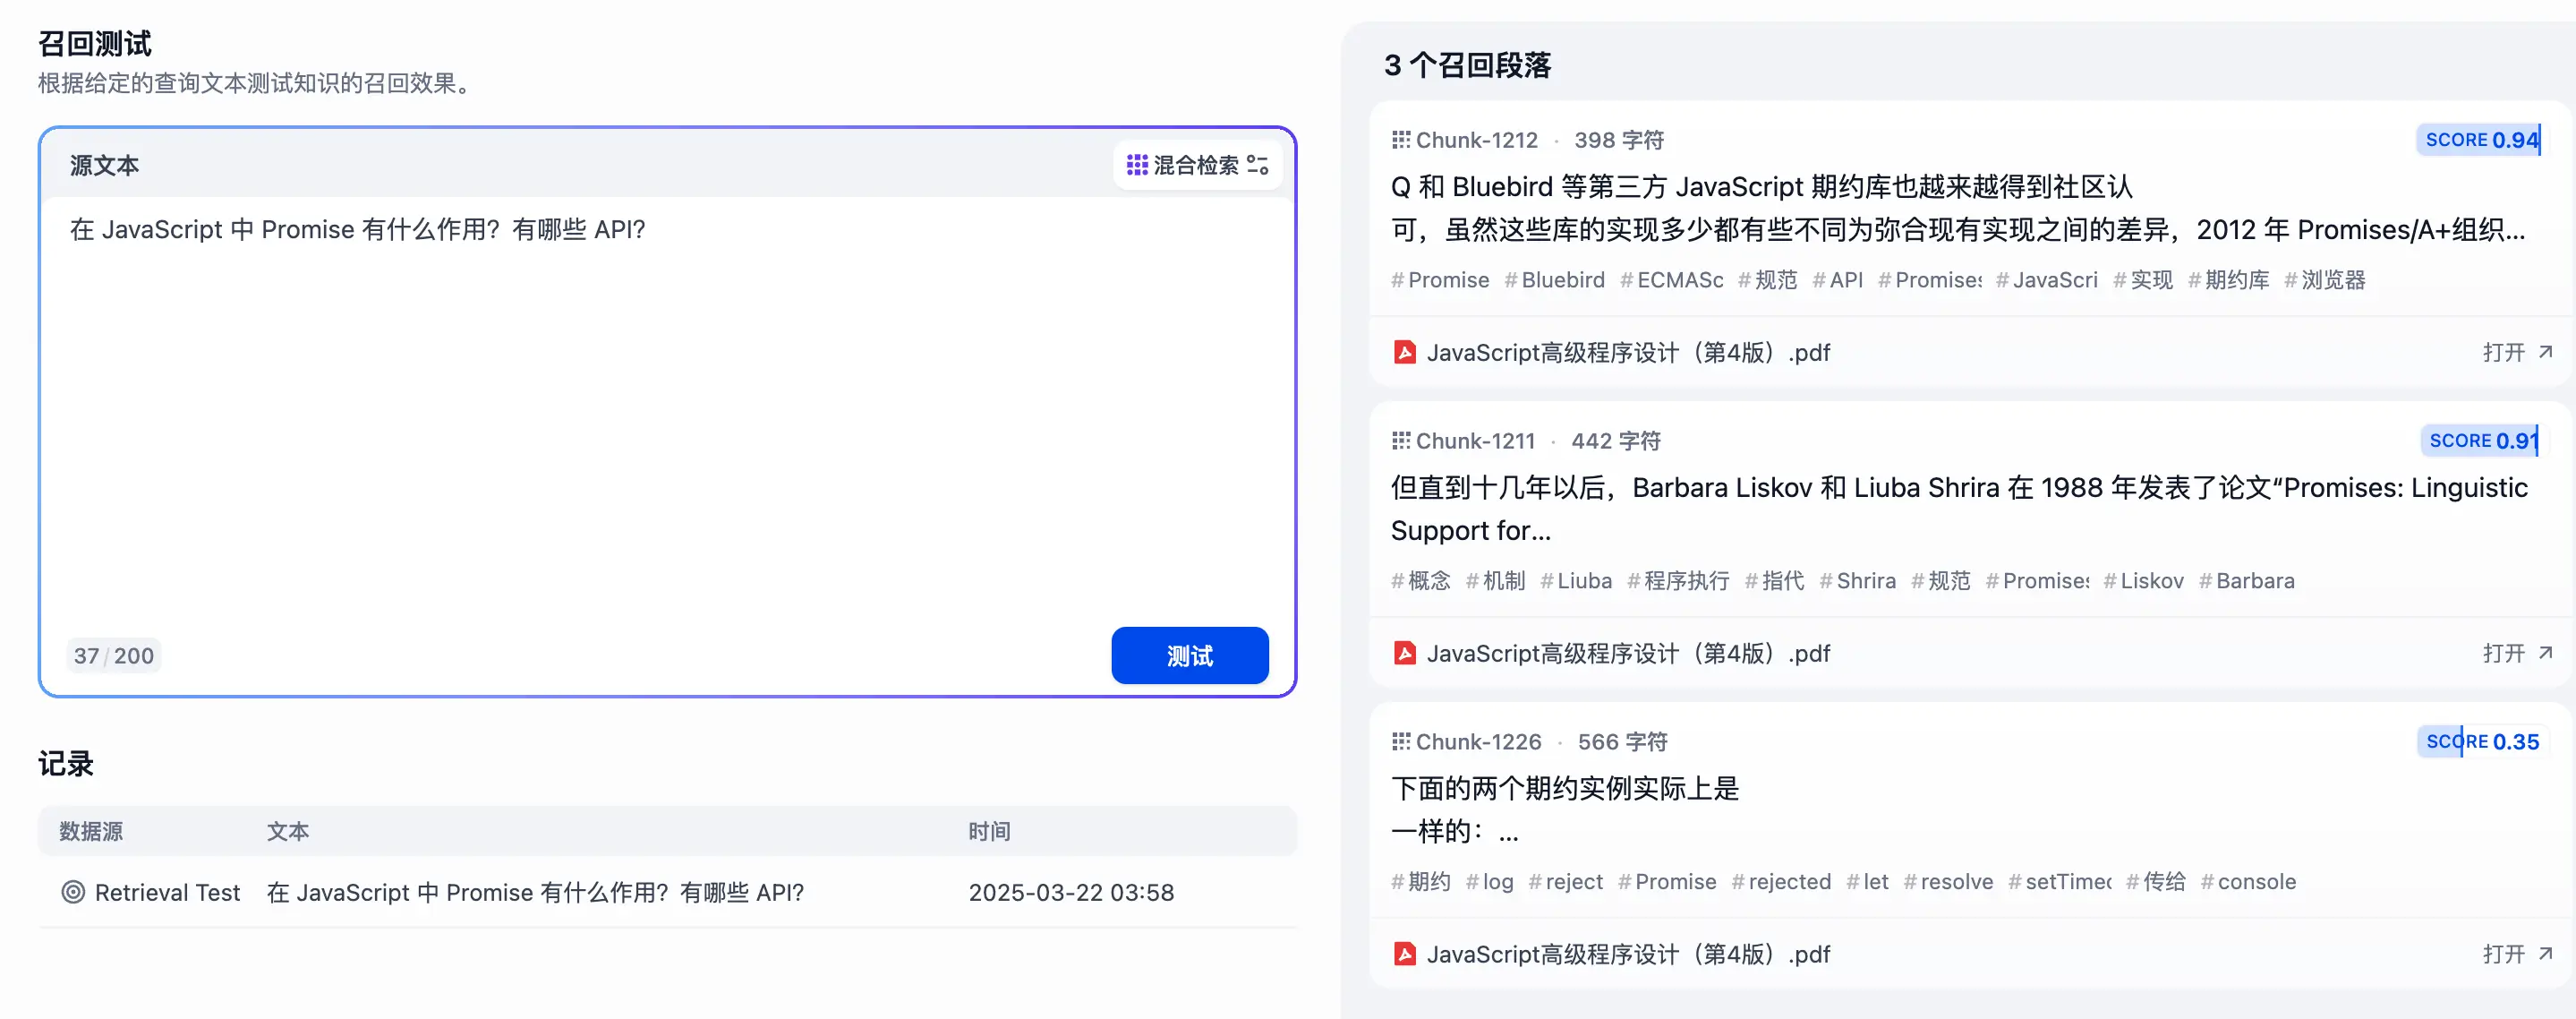 召回测试
根据给定的查询文本测试知识的召回效果。
源文本
混合检索
在 JavaScript 中 Promise 有什么作用？有哪些 API?
37 / 200
测试
记录
数据源 文本 时间
Retrieval Test 在 JavaScript 中 Promise 有什么作用？有哪些 API? 2025-03-22 03:58
3 个召回段落
Chunk-1212 · 398 字符 SCORE 0.94
Q 和 Bluebird 等第三方 JavaScript 期约库也越来越得到社区认
可，虽然这些库的实现多少都有些不同为弥合现有实现之间的差异，2012 年 Promises/A+组织...
#Promise #Bluebird #ECMASc #规范 #API #Promises #JavaScri #实现 #期约库 #浏览器
JavaScript高级程序设计（第4版）.pdf 打开
Chunk-1211 · 442 字符 SCORE 0.91
但直到十几年以后，Barbara Liskov 和 Liuba Shrira 在 1988 年发表了论文“Promises: Linguistic
Support for...
#概念 #机制 #Liuba #程序执行 #指代 #Shrira #规范 #Promises #Liskov #Barbara
JavaScript高级程序设计（第4版）.pdf 打开
Chunk-1226 · 566 字符 SCORE 0.35
下面的两个期约实例实际上是
一样的：...
#期约 #log #reject #Promise #rejected #let #resolve #setTimeo #传给 #console
JavaScript高级程序设计（第4版）.pdf 打开